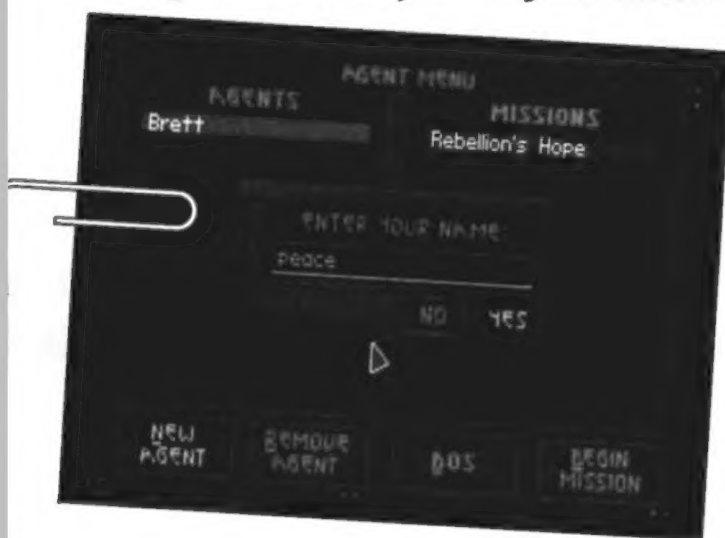 AGENT MENU
AGENTS MISSIONS
Brett Rebellion's Hope
ENTER YOUR NAME:
peace
NO YES
NEW AGENT REMOVE AGENT DOS BEGIN MISSION